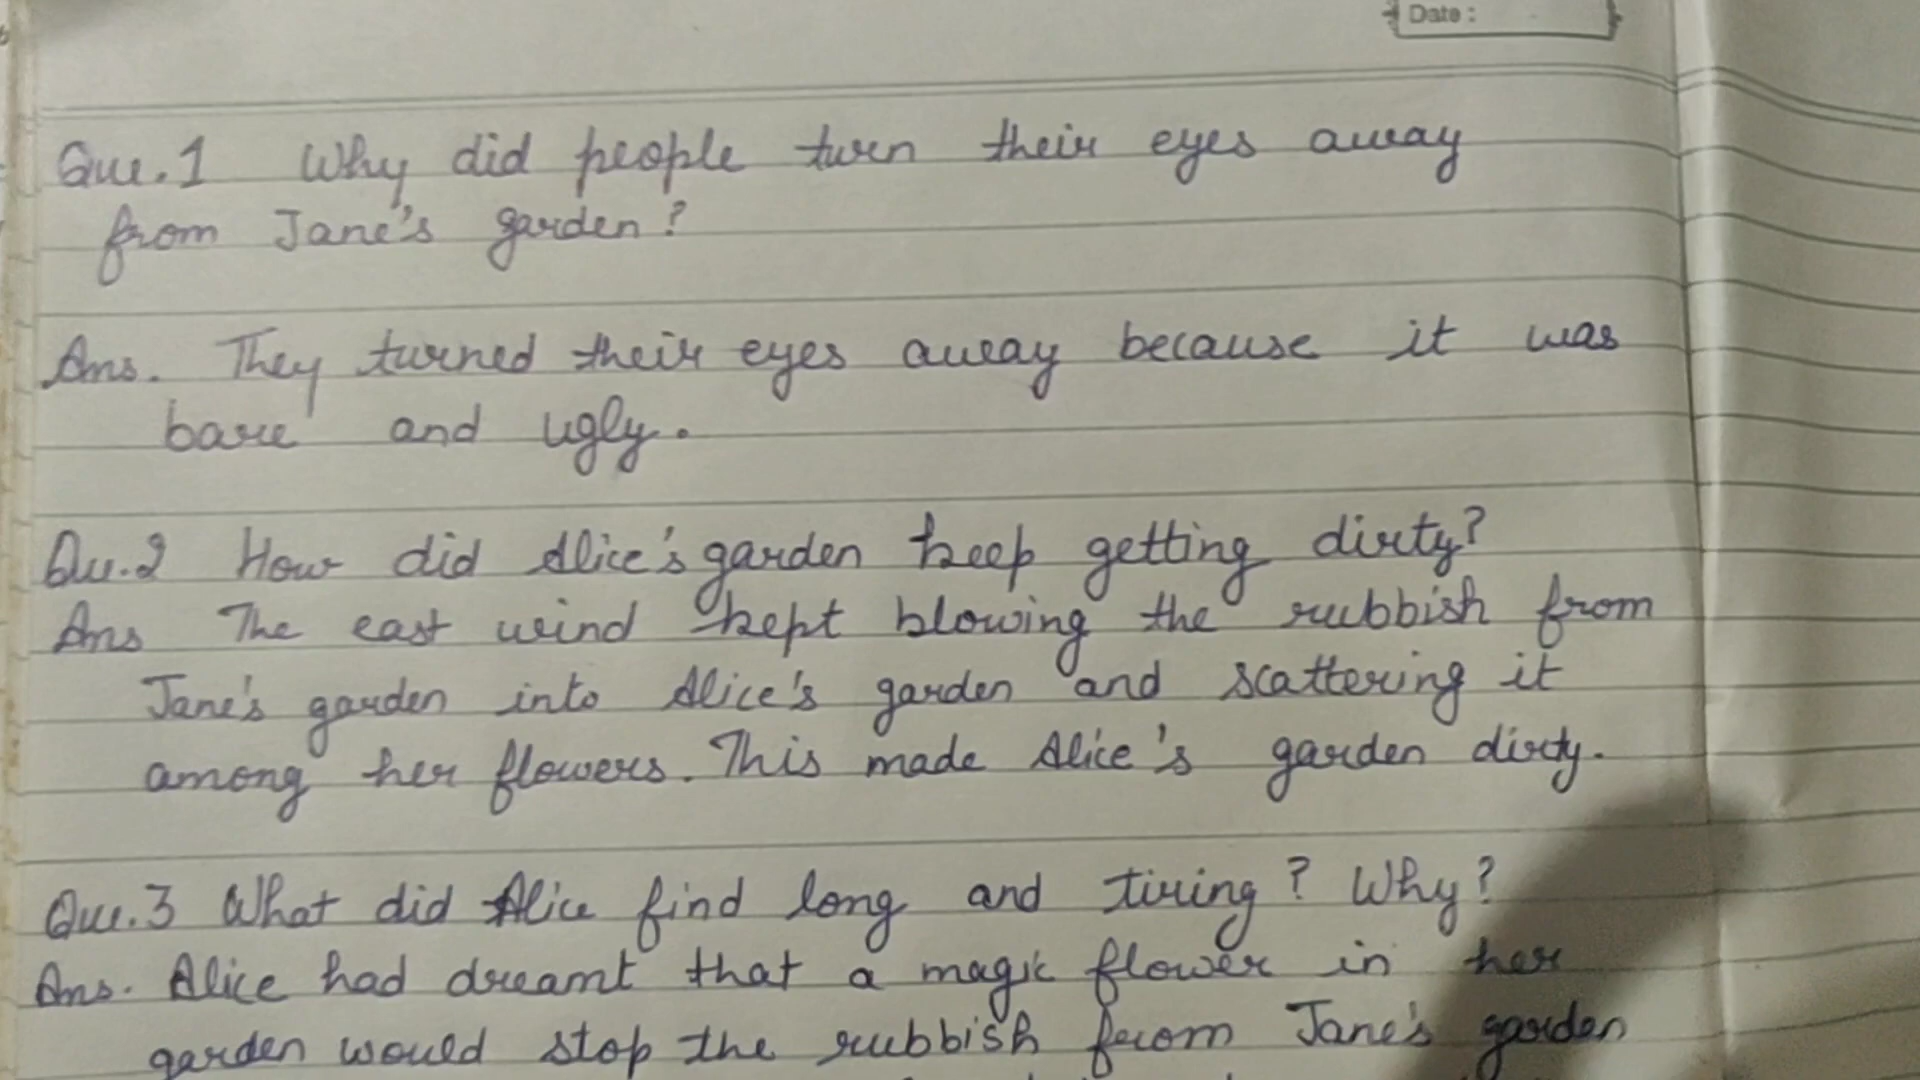 Date :
Que.1 Why did people turn their eyes away
from Jane's garden?
Ans. They turned their eyes away because it was
bare and ugly.
Qu.2 How did Alice's garden keep getting dirty?
Ans The east wind kept blowing the rubbish from
Jane's garden into Alice's garden and scattering it
among her flowers. This made Alice's garden dirty.
Que.3 What did Alice find long and tiring? Why?
Ans. Alice had dreamt that a magic flower in her
garden would stop the rubbish from Jane's garden